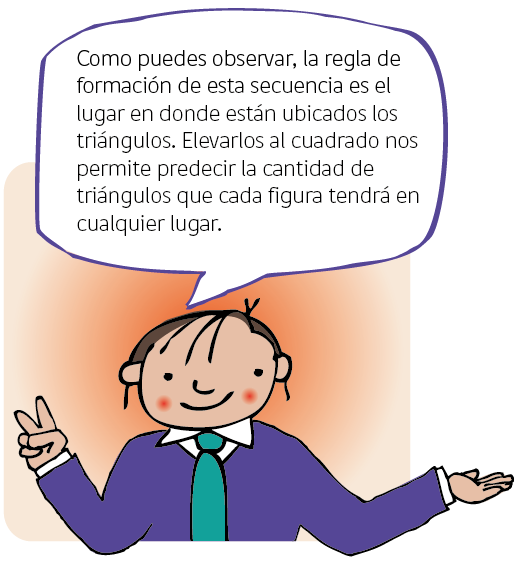 Como puedes observar, la regla de
formación de esta secuencia es el
lugar en donde están ubicados los
triángulos. Elevarlos al cuadrado nos
permite predecir la cantidad de
triángulos que cada figura tendrá en
cualquier lugar.